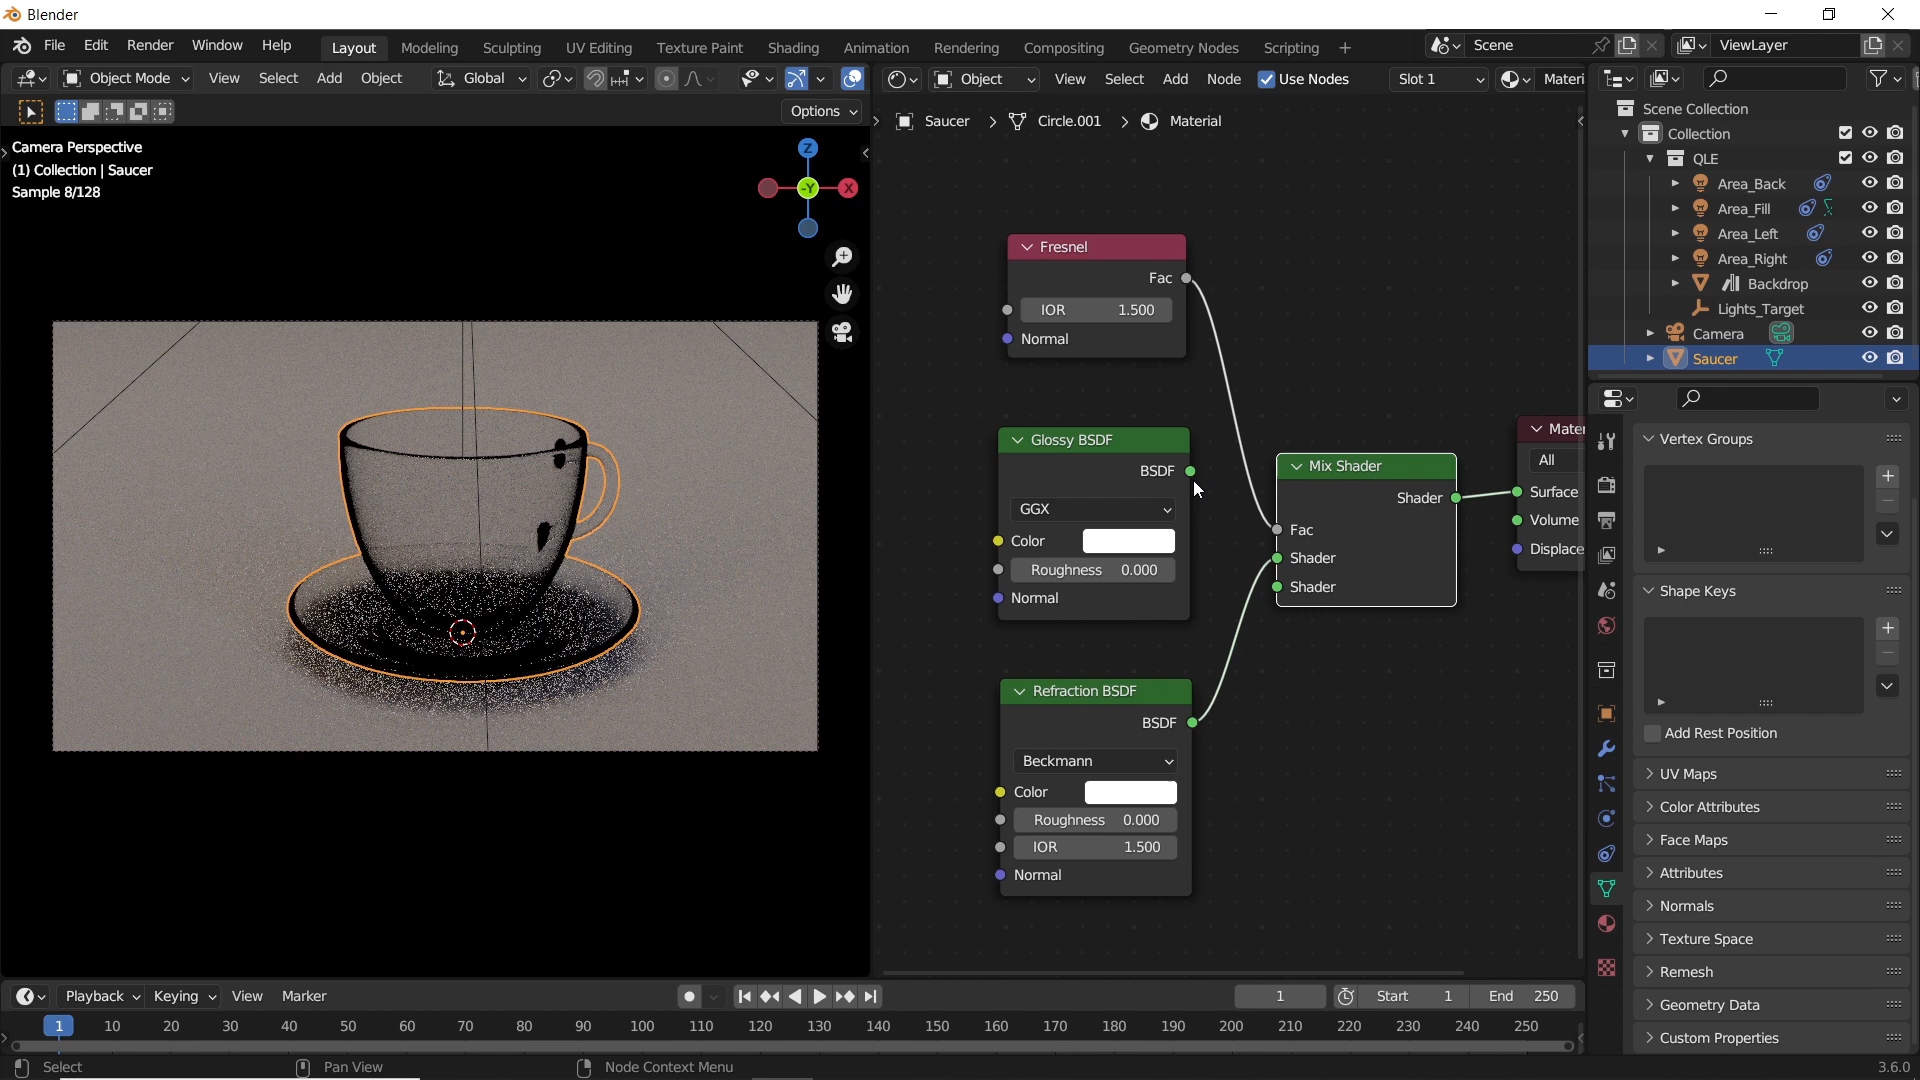 Blender
File Edit Render Window Help Layout Modeling Sculpting UV Editing Texture Paint Shading Animation Rendering Compositing Geometry Nodes Scripting + Scene ViewLayer
Object Mode View Select Add Object Global Object View Select Add Node Use Nodes Slot 1 Materi
Options
Saucer > Circle.001 > Material
Camera Perspective
(1) Collection | Saucer
Sample 8/128
Z
-Y X
Fresnel
Fac
IOR 1.500
Normal
Glossy BSDF
BSDF
GGX
Color
Roughness 0.000
Normal
Refraction BSDF
BSDF
Beckmann
Color
Roughness 0.000
IOR 1.500
Normal
Mix Shader
Shader
Fac
Shader
Shader
Mater
All
Surface
Volume
Displace
Scene Collection
Collection
QLE
Area_Back
Area_Fill
Area_Left
Area_Right
Backdrop
Lights_Target
Camera
Saucer
Vertex Groups
Shape Keys
Add Rest Position
UV Maps
Color Attributes
Face Maps
Attributes
Normals
Texture Space
Remesh
Geometry Data
Custom Properties
Playback Keying View Marker 1 Start 1 End 250
1 10 20 30 40 50 60 70 80 90 100 110 120 130 140 150 160 170 180 190 200 210 220 230 240 250
Select Pan View Node Context Menu 3.6.0